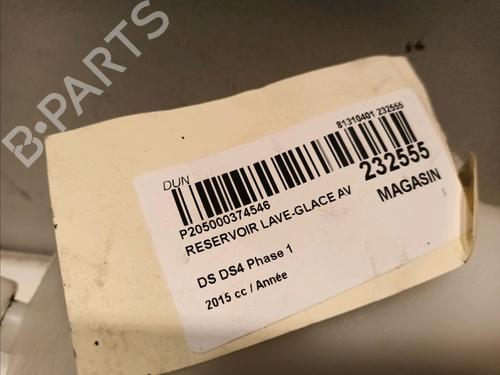 B-PARTS
81310401 232555
DUN
232555
P205000374546
RESERVOIR LAVE-GLACE AV
MAGASIN
DS DS4 Phase 1
2015 cc / Année